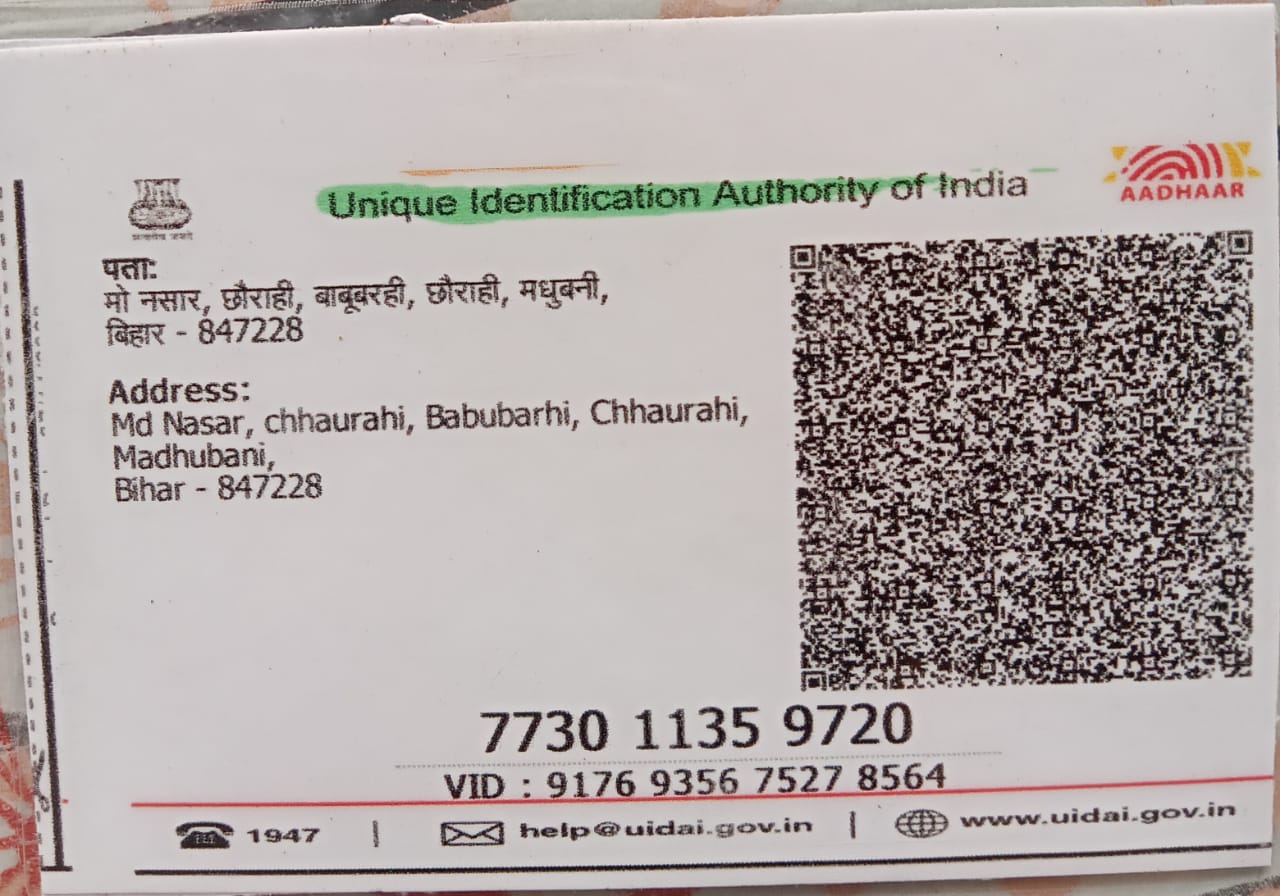 Unique Identification Authority of India
AADHAAR
पता:
मो नसार, छौराही, बाबूबरही, छौराही, मधुबनी,
बिहार - 847228
Address:
Md Nasar, chhaurahi, Babubarhi, Chhaurahi,
Madhubani,
Bihar - 847228
7730 1135 9720
VID : 9176 9356 7527 8564
1947 | help@uidai.gov.in | www.uidai.gov.in